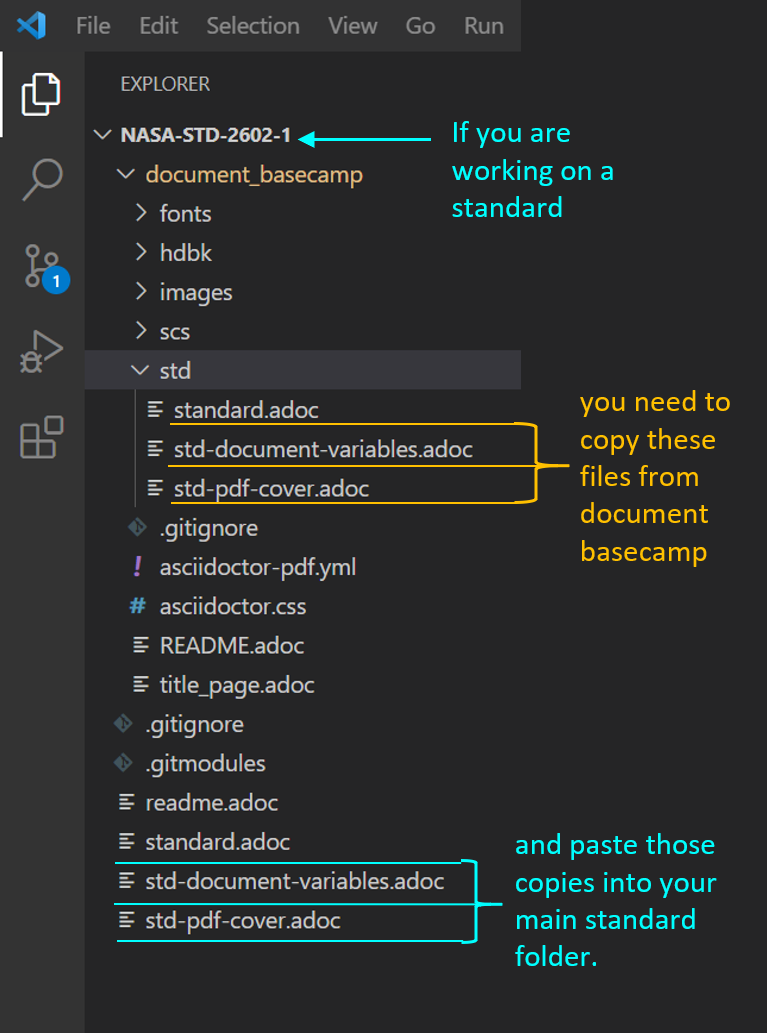 File Edit Selection View Go Run
EXPLORER
NASA-STD-2602-1
If you are
working on a
standard
document_basecamp
fonts
hdbk
1
images
scs
std
standard.adoc
std-document-variables.adoc
std-pdf-cover.adoc
you need to
copy these
files from
document
basecamp
.gitignore
! asciidoctor-pdf.yml
# asciidoctor.css
README.adoc
title_page.adoc
.gitignore
.gitmodules
readme.adoc
standard.adoc
std-document-variables.adoc
std-pdf-cover.adoc
and paste those
copies into your
main standard
folder.